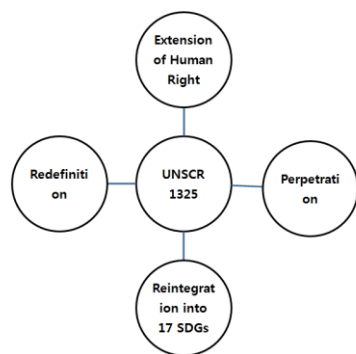 Extension
of Human
Right
Redefiniti
on
UNSCR
1325
Perpetrati
on
Reintegrat
ion into
17 SDGs